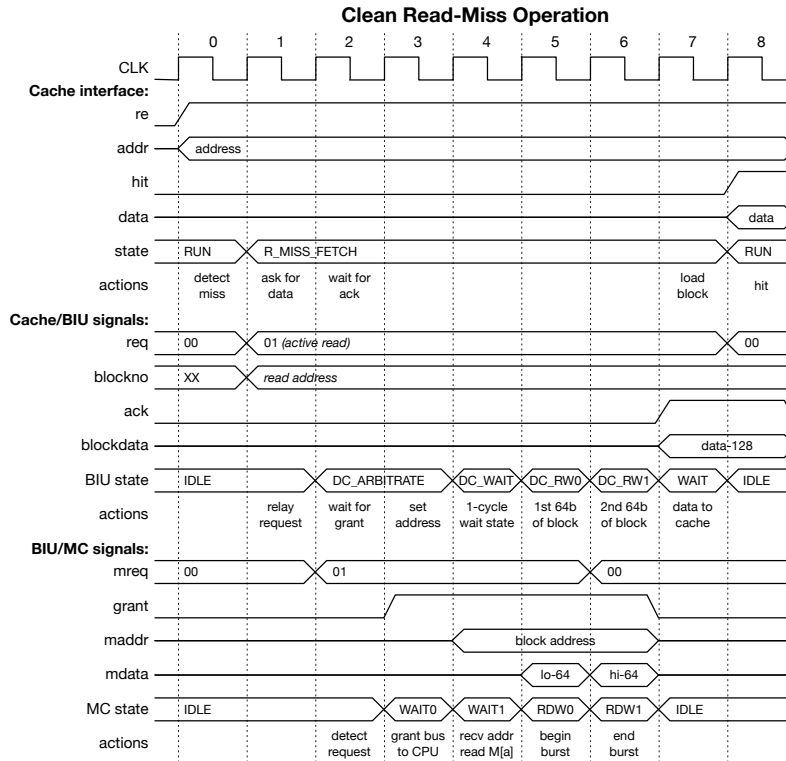 Clean Read-Miss Operation
0 1 2 3 4 5 6 7 8
CLK
Cache interface:
re
addr address
hit
data data
state RUN R_MISS_FETCH RUN
actions detect ask for wait for load hit
miss data ack block
Cache/BIU signals:
req 00 01 (active read) 00
blockno XX read address
ack
blockdata data-128
BIU state IDLE DC_ARBITRATE DC_WAIT DC_RW0 DC_RW1 WAIT IDLE
actions relay wait for set 1-cycle 1st 64b 2nd 64b data to
request grant address wait state of block of block cache
BIU/MC signals:
mreq 00 01 00
grant
maddr block address
mdata lo-64 hi-64
MC state IDLE WAIT0 WAIT1 RDW0 RDW1 IDLE
actions detect grant bus recv addr begin end
request to CPU read M[a] burst burst